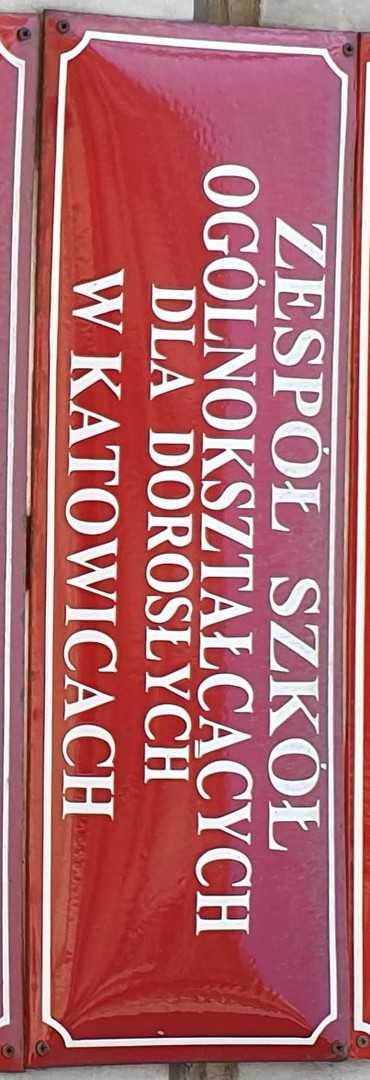 ZESPÓŁ SZKÓŁ
OGÓLNOKSZTAŁCĄCYCH
DLA DOROSŁYCH
W KATOWICACH